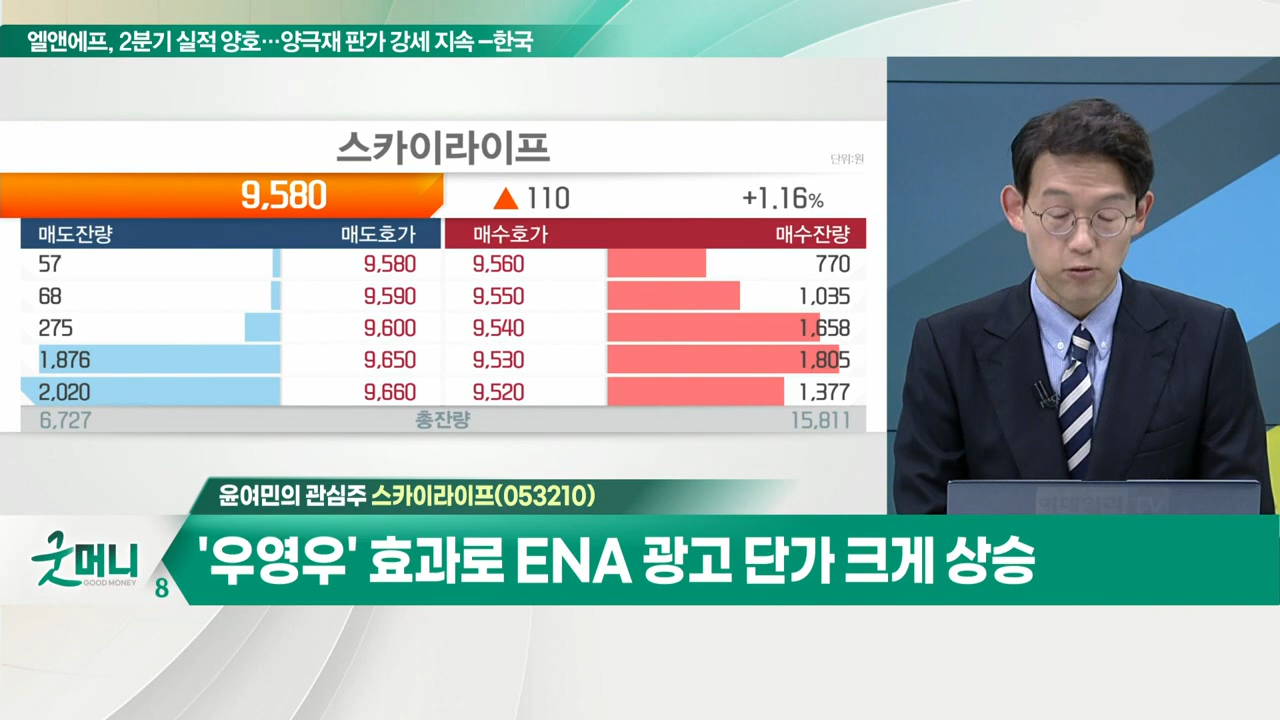 엘앤에프, 2분기 실적 양호…양극재 판가 강세 지속 –한국
스카이라이프
단위:원
9,580 ▲ 110 +1.16%
매도잔량 매도호가 매수호가 매수잔량
57 9,580 9,560 770
68 9,590 9,550 1,035
275 9,600 9,540 1,658
1,876 9,650 9,530 1,805
2,020 9,660 9,520 1,377
6,727 총잔량 15,811
이데일리 TV
윤여민의 관심주 스카이라이프(053210)
굿머니
GOOD MONEY
8
'우영우' 효과로 ENA 광고 단가 크게 상승